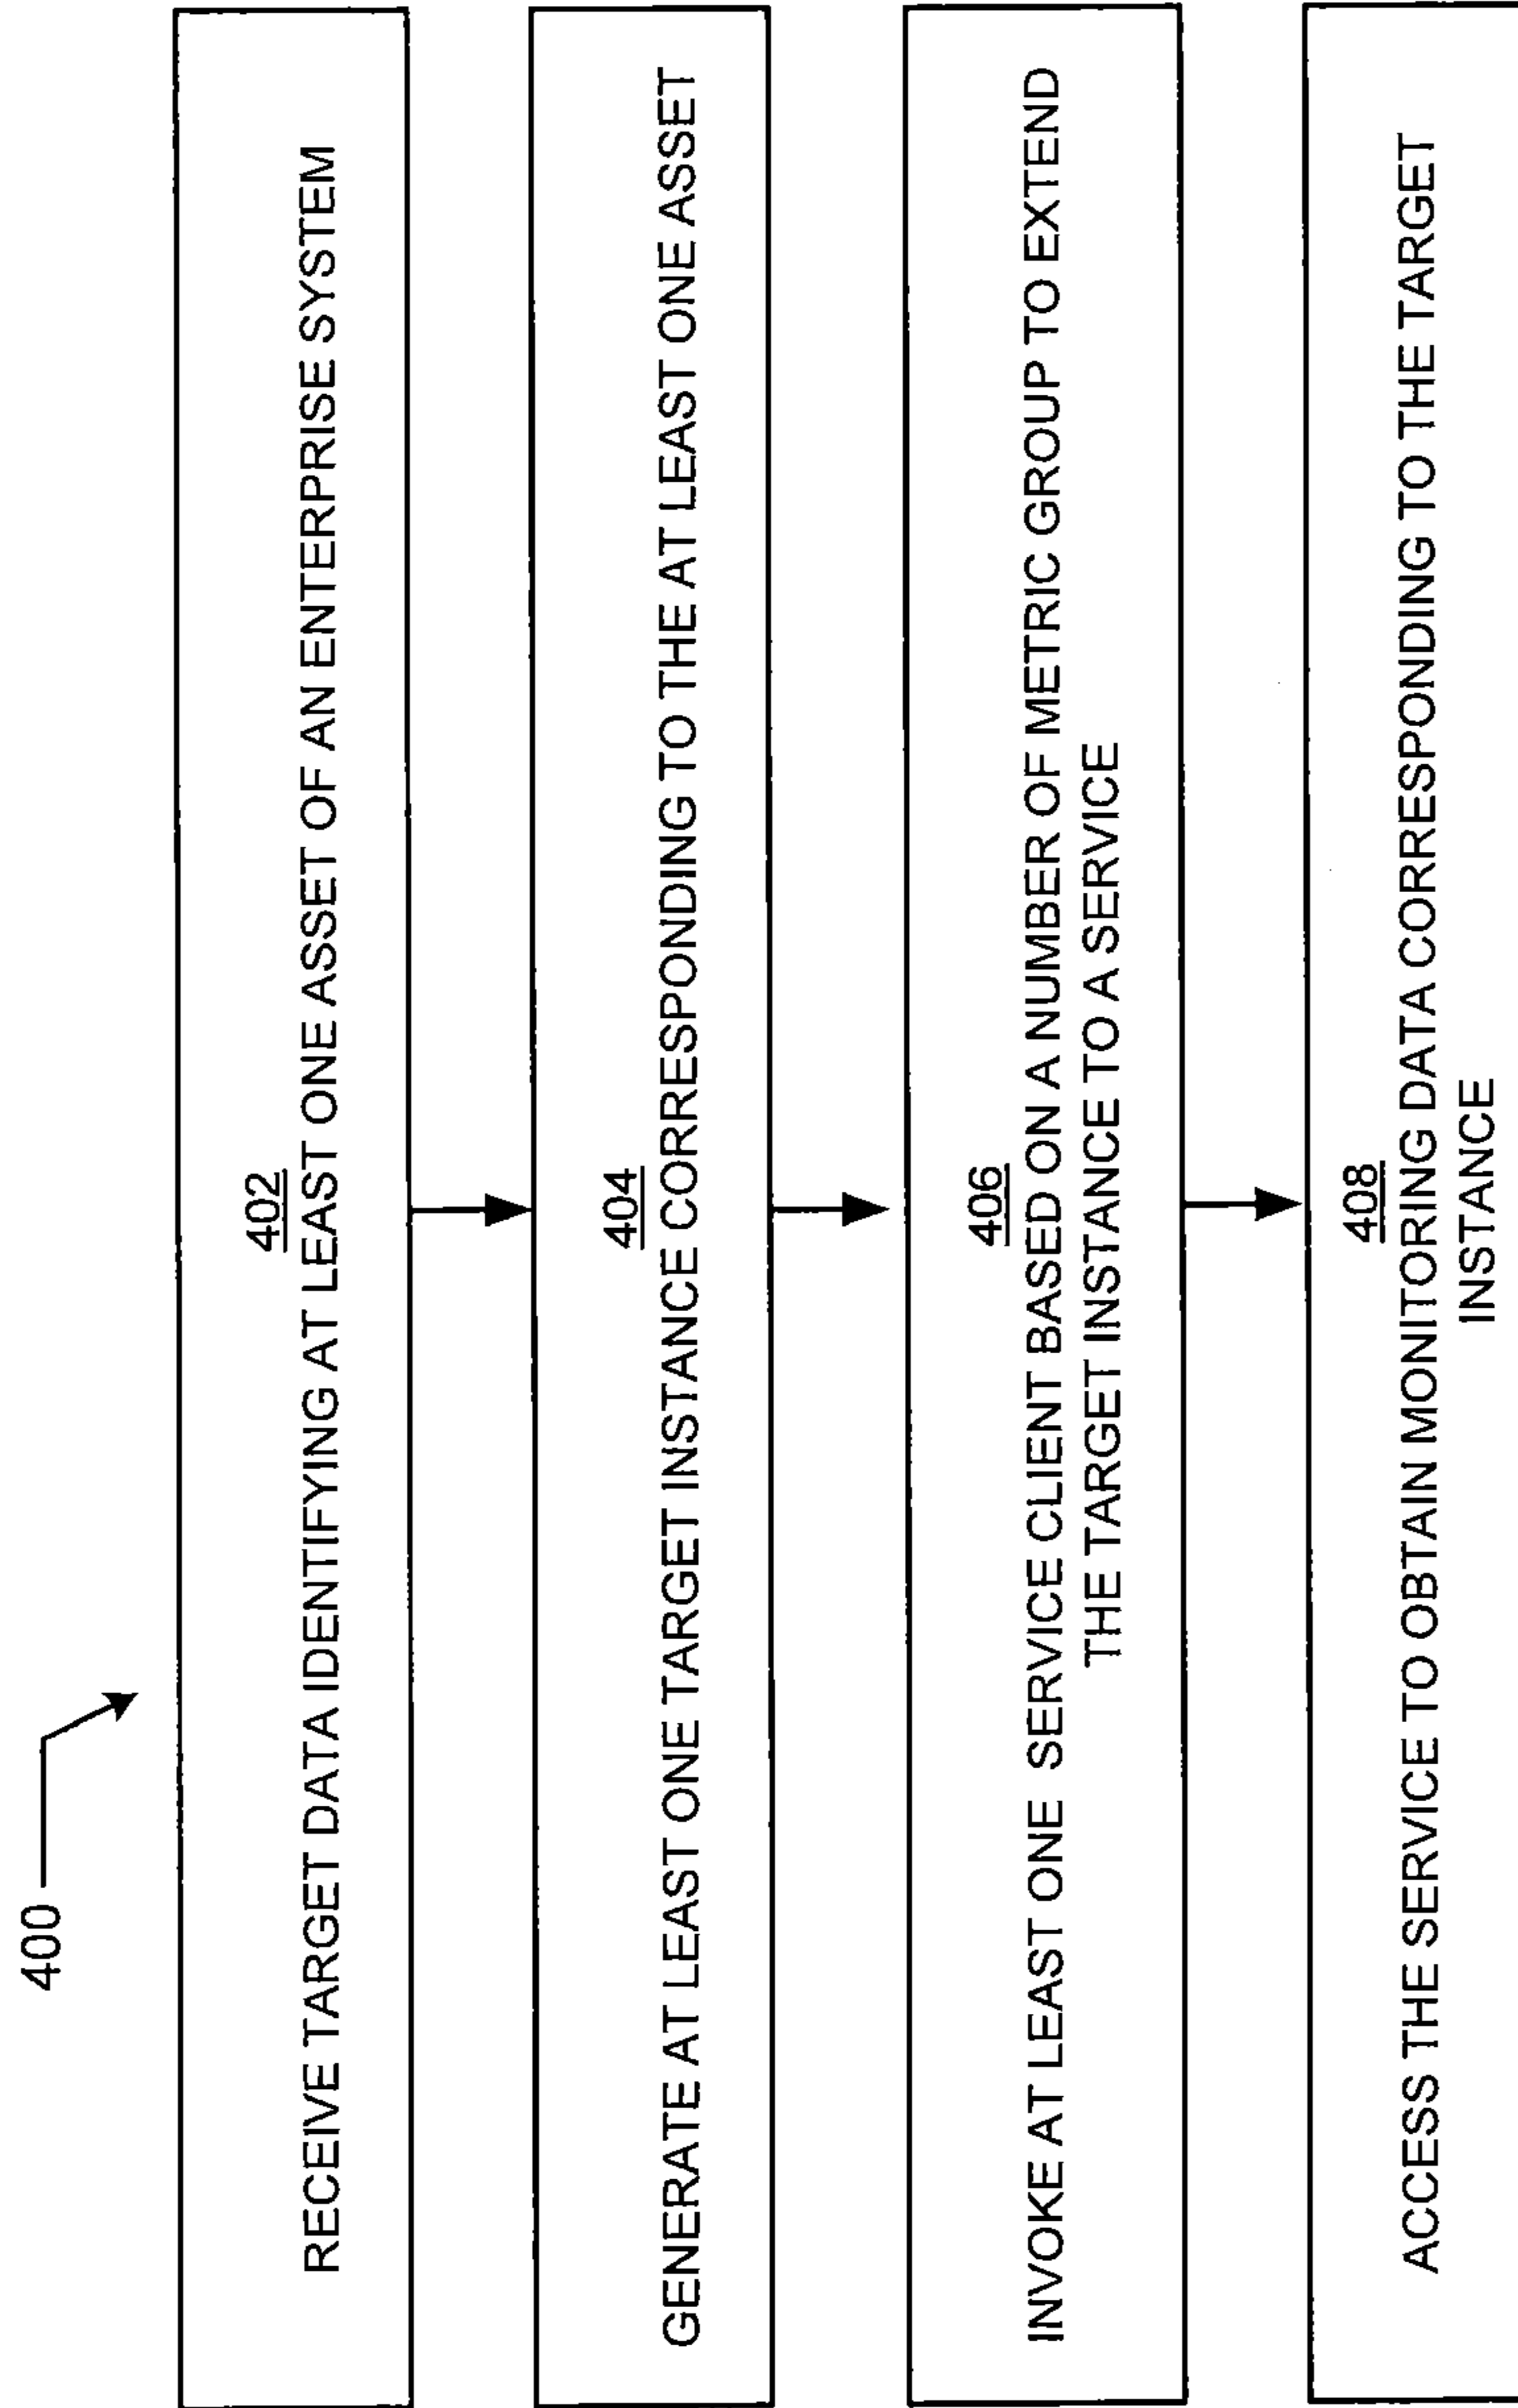 400
402
RECEIVE TARGET DATA IDENTIFYING AT LEAST ONE ASSET OF AN ENTERPRISE SYSTEM
404
GENERATE AT LEAST ONE TARGET INSTANCE CORRESPONDING TO THE AT LEAST ONE ASSET
406
INVOKE AT LEAST ONE SERVICE CLIENT BASED ON A NUMBER OF METRIC GROUP TO EXTEND
THE TARGET INSTANCE TO A SERVICE
408
ACCESS THE SERVICE TO OBTAIN MONITORING DATA CORRESPONDING TO THE TARGET
INSTANCE